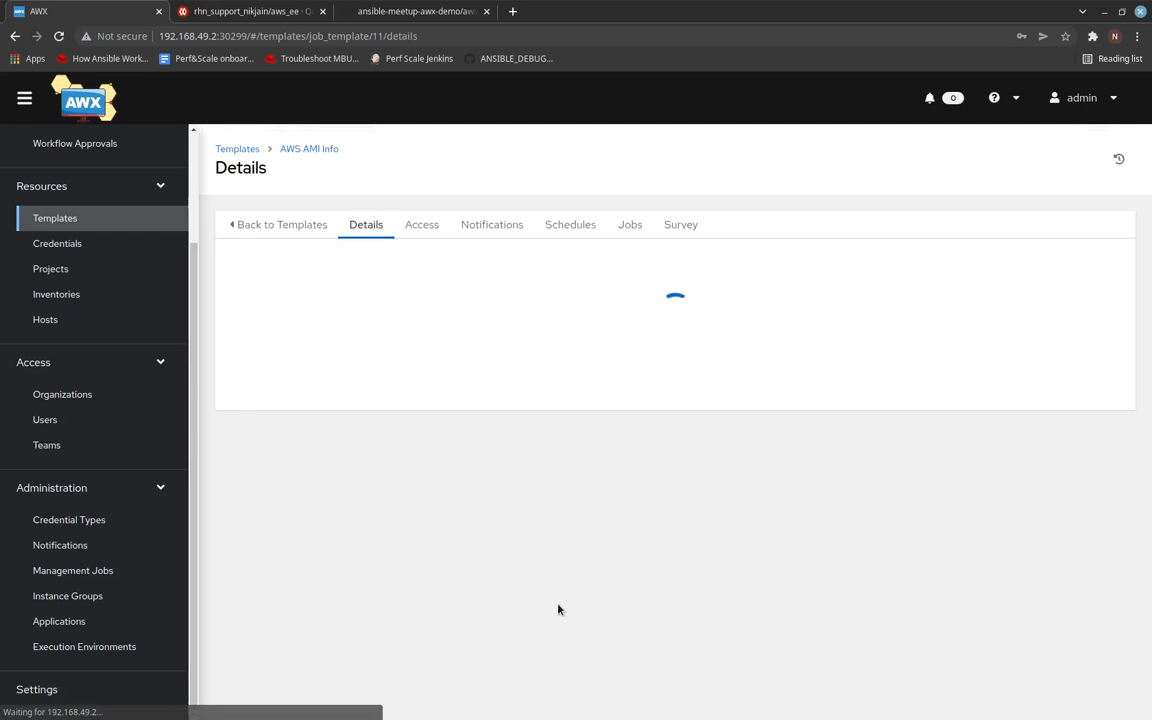 AWX
rhn_support_nikjain/aws_ee · Q
ansible-meetup-awx-demo/aw
Not secure 192.168.49.2:30299/#/templates/job_template/11/details
N
Apps How Ansible Work... Perf&Scale onboar... Troubleshoot MBU... Perf Scale Jenkins ANSIBLE_DEBUG... Reading list
AWX 0 admin
Workflow Approvals
Resources
Templates
Credentials
Projects
Inventories
Hosts
Access
Organizations
Users
Teams
Administration
Credential Types
Notifications
Management Jobs
Instance Groups
Applications
Execution Environments
Settings
Waiting for 192.168.49.2...
Templates > AWS AMI Info
Details
Back to Templates Details Access Notifications Schedules Jobs Survey